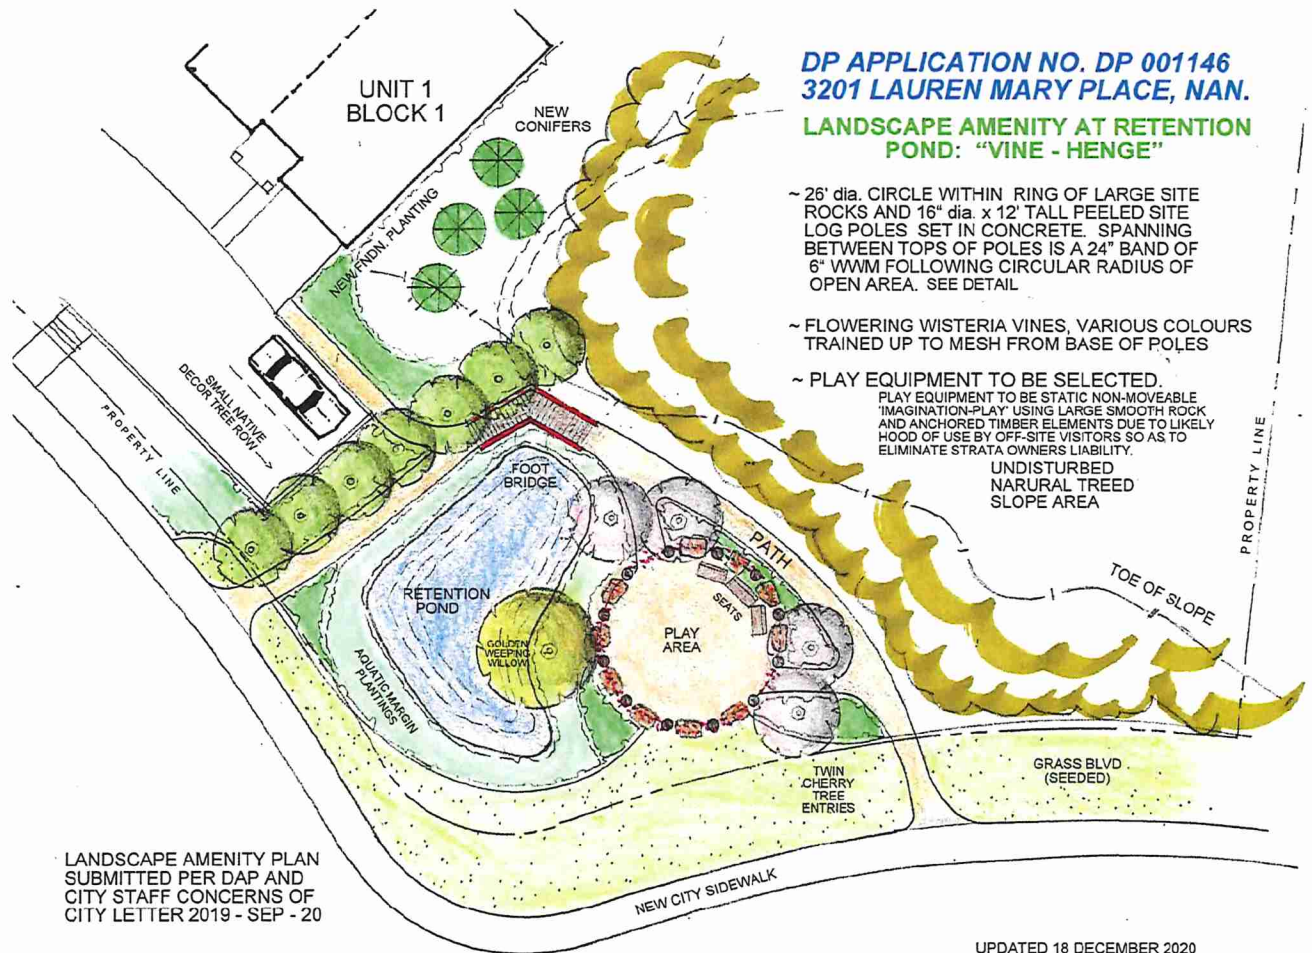 DP APPLICATION NO. DP 001146
3201 LAUREN MARY PLACE, NAN.
LANDSCAPE AMENITY AT RETENTION
POND: "VINE - HENGE"
~ 26' dia. CIRCLE WITHIN RING OF LARGE SITE
ROCKS AND 16" dia. x 12' TALL PEELED SITE
LOG POLES SET IN CONCRETE. SPANNING
BETWEEN TOPS OF POLES IS A 24" BAND OF
6" WWM FOLLOWING CIRCULAR RADIUS OF
OPEN AREA. SEE DETAIL
~ FLOWERING WISTERIA VINES, VARIOUS COLOURS
TRAINED UP TO MESH FROM BASE OF POLES
~ PLAY EQUIPMENT TO BE SELECTED.
PLAY EQUIPMENT TO BE STATIC NON-MOVEABLE
'IMAGINATION-PLAY' USING LARGE SMOOTH ROCK
AND ANCHORED TIMBER ELEMENTS DUE TO LIKELY
HOOD OF USE BY OFF-SITE VISITORS SO AS TO
ELIMINATE STRATA OWNERS LIABILITY.
UNDISTURBED
NARURAL TREED
SLOPE AREA
PROPERTY LINE
TOE OF SLOPE
UNIT 1
BLOCK 1
NEW
CONIFERS
NEW FNDN. PLANTING
SMALL NATIVE
DECOR TREE ROW
PROPERTY LINE
FOOT
BRIDGE
PATH
RETENTION
POND
SEATS
PLAY
AREA
GOLDEN
WEEPING
WILLOW
AQUATIC MARGIN
PLANTINGS
TWIN
CHERRY
TREE
ENTRIES
GRASS BLVD
(SEEDED)
NEW CITY SIDEWALK
LANDSCAPE AMENITY PLAN
SUBMITTED PER DAP AND
CITY STAFF CONCERNS OF
CITY LETTER 2019 - SEP - 20
UPDATED 18 DECEMBER 2020